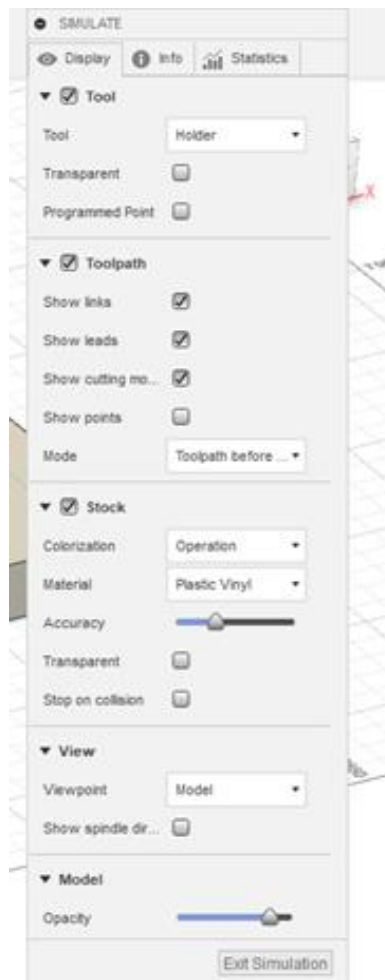 SIMULATE
Display Info Statistics
Tool
Tool Holder
Transparent
Programmed Point
Toolpath
Show links
Show leads
Show cutting mo...
Show points
Mode Toolpath before ...
Stock
Colorization Operation
Material Plastic Vinyl
Accuracy
Transparent
Stop on collision
View
Viewpoint Model
Show spindle dir...
Model
Opacity
Exit Simulation
X